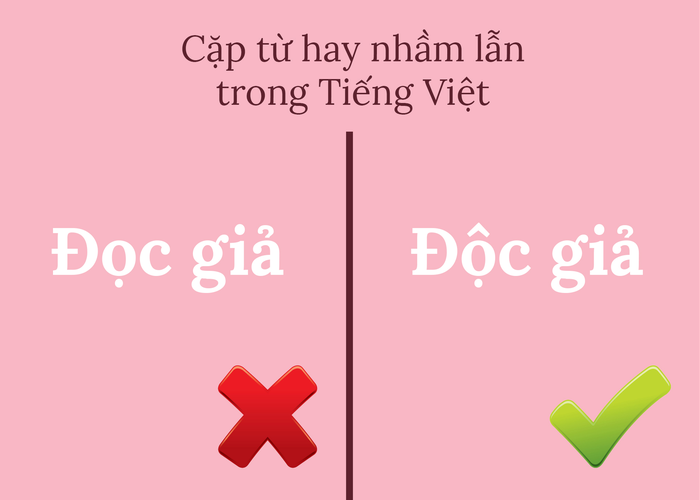 Cặp từ hay nhầm lẫn
trong Tiếng Việt
Đọc giả
Độc giả